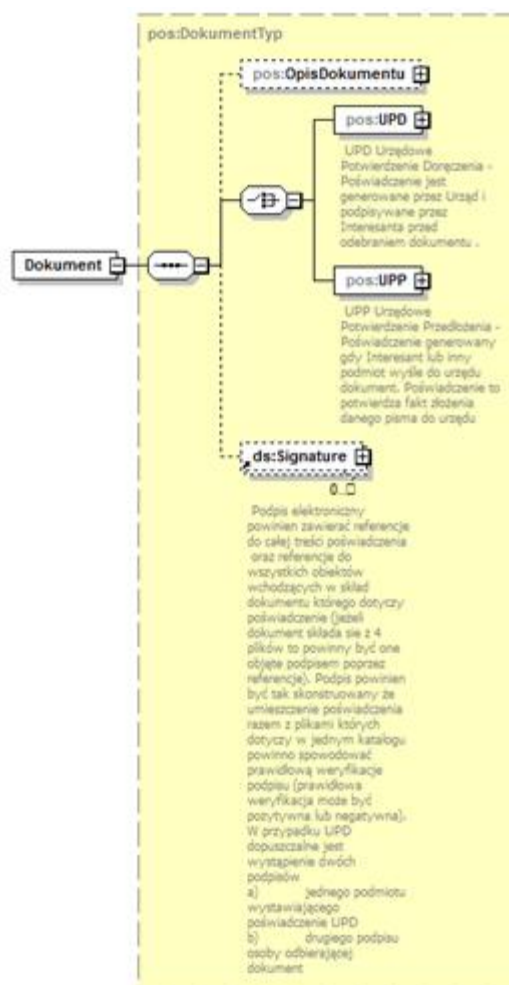 pos:DokumentTyp
pos:OpisDokumentu
pos:UPD
UPD Urzędowe
Potwierdzenie Doręczenia -
Poświadczenie jest
generowane przez Urząd i
podpisywane przez
Interesanta przed
odebraniem dokumentu .
Dokument
pos:UPP
UPP Urzędowe
Potwierdzenie Przedłożenia -
Poświadczenie generowany
gdy Interesant lub inny
podmiot wyśle do urzędu
dokument. Poświadczenie to
potwierdza fakt złożenia
danego pisma do urzędu
ds:Signature
0..
Podpis elektroniczny
powinien zawierać referencje
do całej treści poświadczenia
oraz referencje do
wszystkich obiektów
wchodzących w skład
dokumentu którego dotyczy
poświadczenie (jeżeli
dokument składa sie z 4
plików to powinny być one
objęte podpisem poprzez
referencje). Podpis powinien
być tak skonstruowany że
umieszczenie poświadczenia
razem z plikami których
dotyczy w jednym katalogu
powinno spowodować
prawidłową weryfikacje
podpisu (prawidłowa
weryfikacja może być
pozytywna lub negatywna).
W przypadku UPD
dopuszczalne jest
wystąpienie dwóch
podpisów
a) jednego podmiotu
wystawiającego
poświadczenie UPD
b) drugiego podpisu
osoby odbierającej
dokument